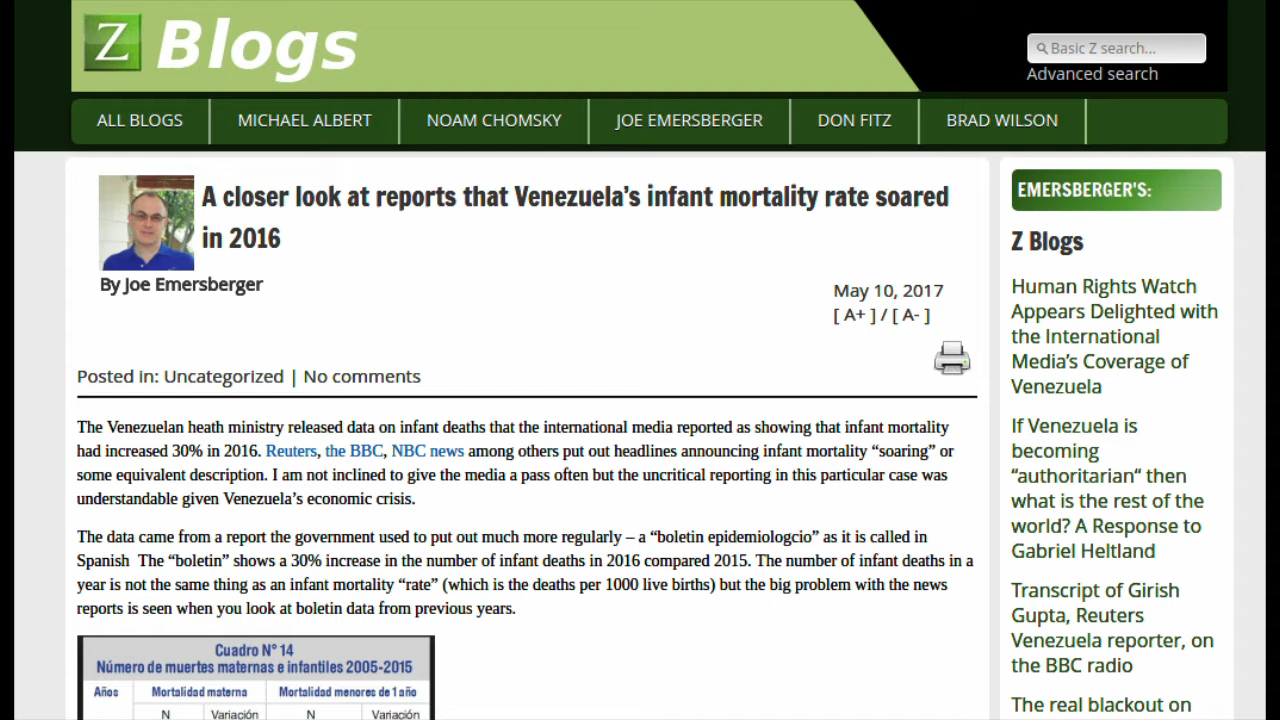 Z Blogs
Basic Z search...
Advanced search
ALL BLOGS
MICHAEL ALBERT
NOAM CHOMSKY
JOE EMERSBERGER
DON FITZ
BRAD WILSON
A closer look at reports that Venezuela's infant mortality rate soared
in 2016
By Joe Emersberger
May 10, 2017
[ A+ ] / [ A- ]
Posted in: Uncategorized | No comments
The Venezuelan heath ministry released data on infant deaths that the international media reported as showing that infant mortality
had increased 30% in 2016. Reuters, the BBC, NBC news among others put out headlines announcing infant mortality “soaring” or
some equivalent description. I am not inclined to give the media a pass often but the uncritical reporting in this particular case was
understandable given Venezuela’s economic crisis.
The data came from a report the government used to put out much more regularly – a “boletin epidemiologcio” as it is called in
Spanish  The “boletin” shows a 30% increase in the number of infant deaths in 2016 compared 2015. The number of infant deaths in a
year is not the same thing as an infant mortality “rate” (which is the deaths per 1000 live births) but the big problem with the news
reports is seen when you look at boletin data from previous years.
Cuadro N° 14
Número de muertes maternas e infantiles 2005-2015
Años Mortalidad materna Mortalidad menores de 1 año
N Variación N Variación
EMERSBERGER'S:
Z Blogs
Human Rights Watch
Appears Delighted with
the International
Media’s Coverage of
Venezuela
If Venezuela is
becoming
“authoritarian“ then
what is the rest of the
world? A Response to
Gabriel Heltland
Transcript of Girish
Gupta, Reuters
Venezuela reporter, on
the BBC radio
The real blackout on